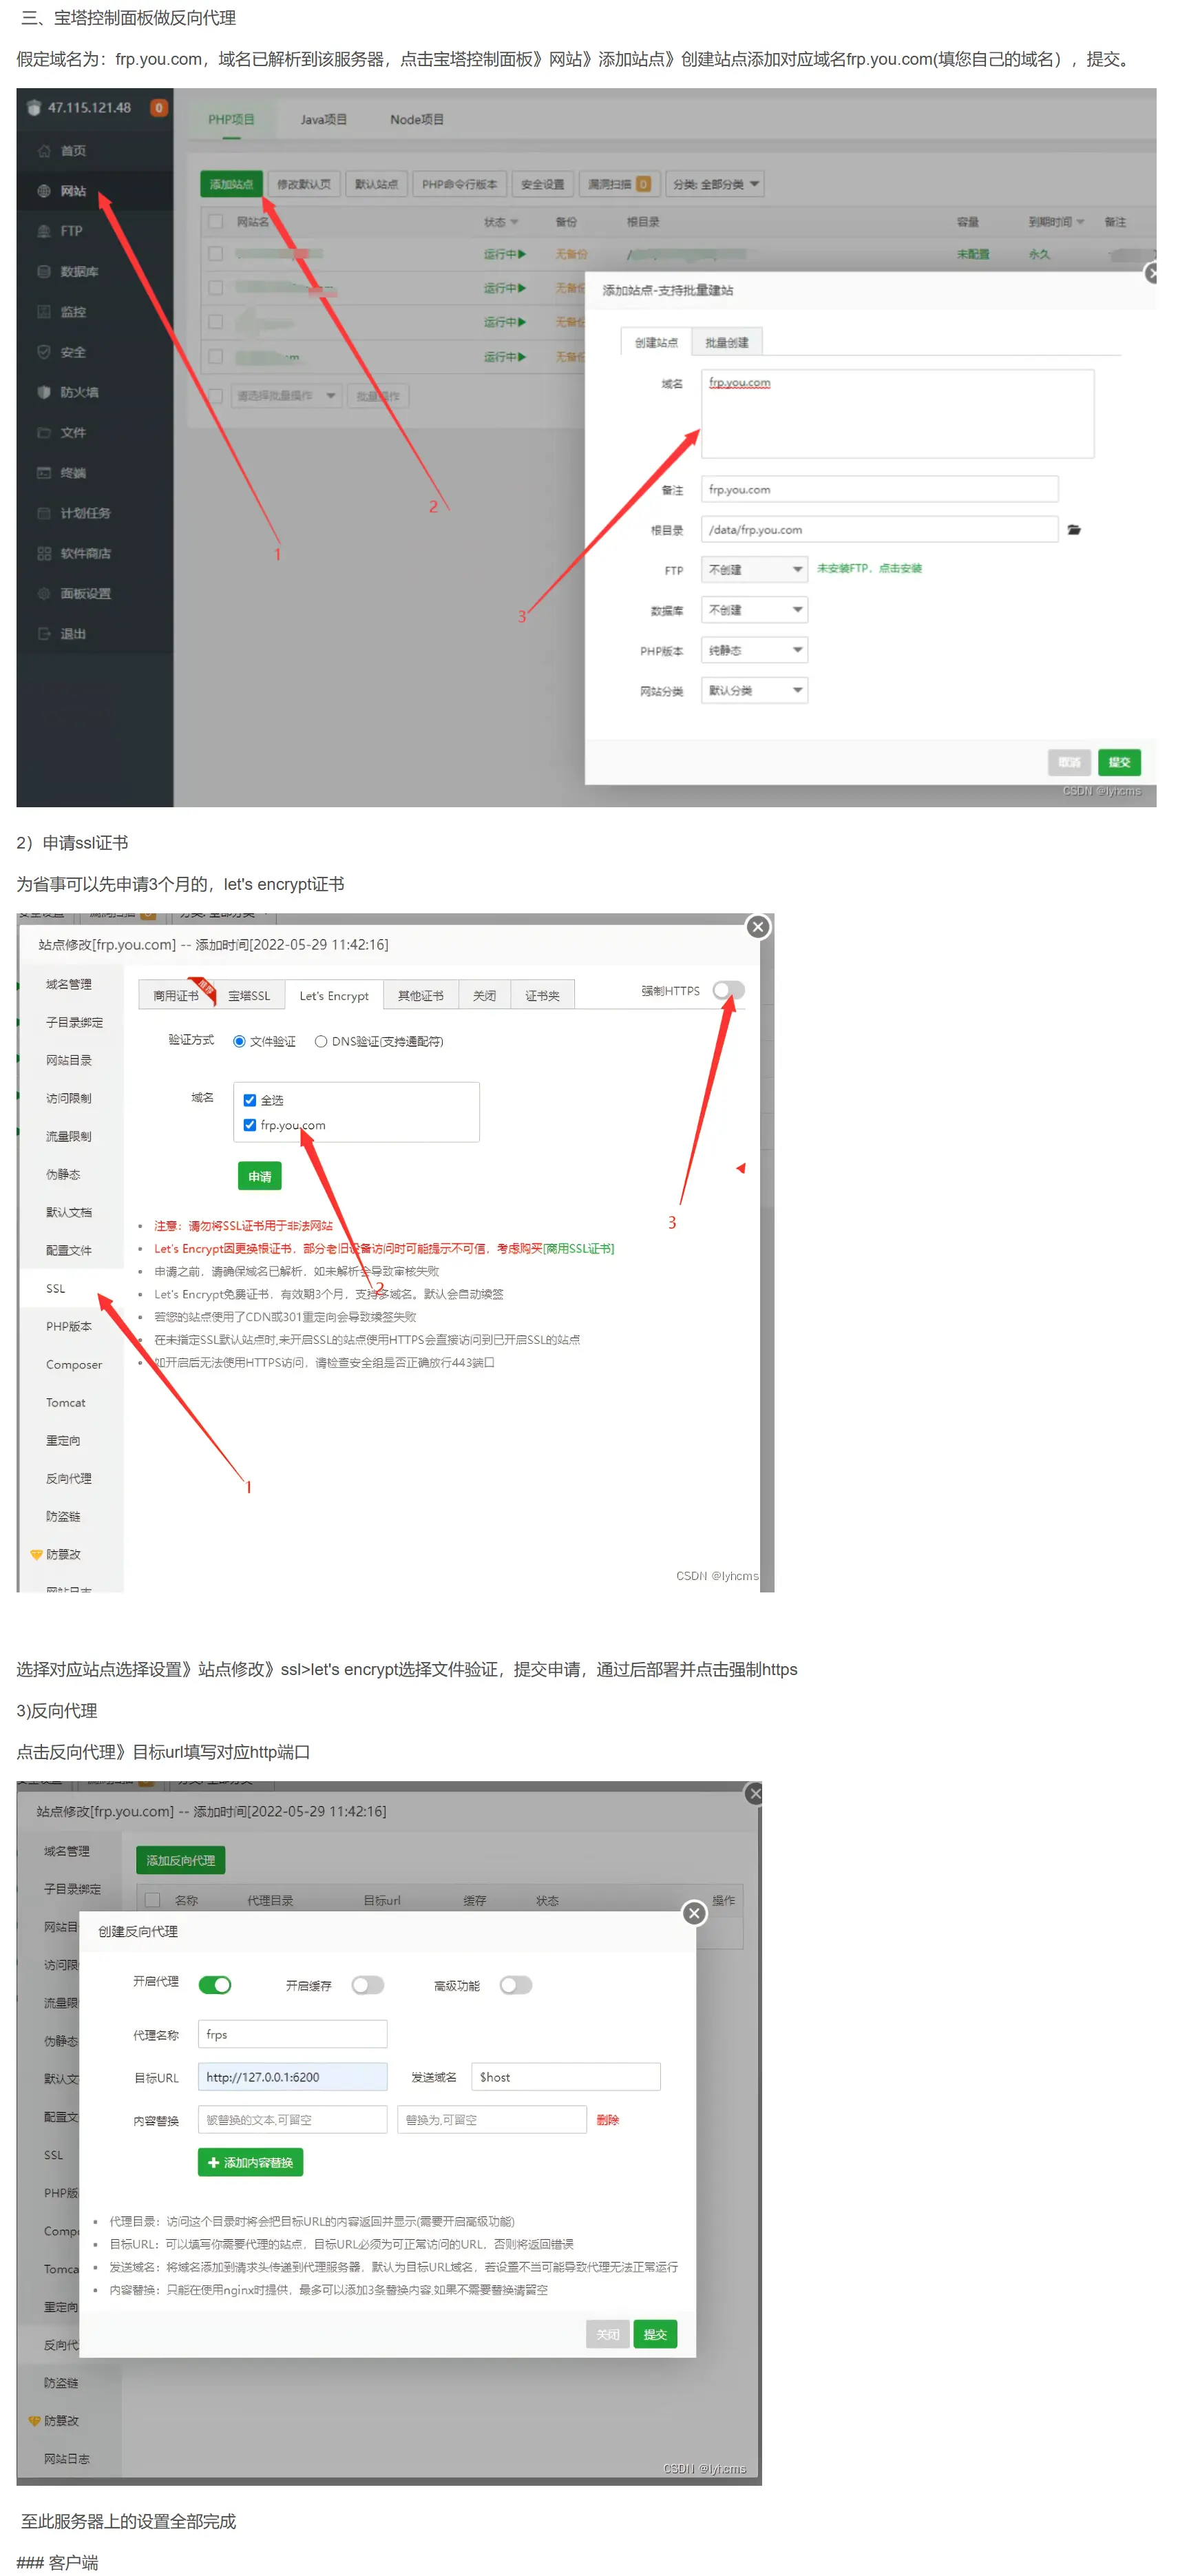 三、宝塔控制面板做反向代理
假定域名为：frp.you.com，域名已解析到该服务器，点击宝塔控制面板》网站》添加站点》创建站点添加对应域名frp.you.com(填您自己的域名），提交。
47.115.121.48 0
PHP项目 Java项目 Node项目
首页
网站
FTP
数据库
监控
安全
防火墙
文件
终端
计划任务
软件商店
面板设置
退出
添加站点 修改默认页 默认站点 PHP命令行版本 安全设置 漏洞扫描 0 分类: 全部分类
网站名 状态 备份 根目录 容量 到期时间 备注
运行中 无备份 / 未配置 永久
运行中 无备份
运行中 无备份
运行中 无备份
请选择批量操作 批量操作
1
2
3
添加站点-支持批量建站
创建站点 批量创建
域名 frp.you.com
备注 frp.you.com
根目录 /data/frp.you.com
FTP 不创建 未安装FTP，点击安装
数据库 不创建
PHP版本 纯静态
网站分类 默认分类
取消 提交
CSDN @lyhcms
2）申请ssl证书
为省事可以先申请3个月的，let's encrypt证书
站点修改[frp.you.com] -- 添加时间[2022-05-29 11:42:16]
域名管理
子目录绑定
网站目录
访问限制
流量限制
伪静态
默认文档
配置文件
SSL
PHP版本
Composer
Tomcat
重定向
反向代理
防盗链
防篡改
网站日志
商用证书 推荐 宝塔SSL Let's Encrypt 其他证书 关闭 证书夹 强制HTTPS
验证方式 文件验证 DNS验证(支持通配符)
域名 全选
frp.you.com
申请
注意：请勿将SSL证书用于非法网站
Let's Encrypt因更换根证书，部分老旧设备访问时可能提示不可信，考虑购买[商用SSL证书]
申请之前，请确保域名已解析，如未解析会导致审核失败
Let's Encrypt免费证书，有效期3个月，支持多域名。默认会自动续签
若您的站点使用了CDN或301重定向会导致续签失败
在未指定SSL默认站点时,未开启SSL的站点使用HTTPS会直接访问到已开启SSL的站点
如开启后无法使用HTTPS访问，请检查安全组是否正确放行443端口
1
2
3
CSDN @lyhcms
选择对应站点选择设置》站点修改》ssl>let's encrypt选择文件验证，提交申请，通过后部署并点击强制https
3)反向代理
点击反向代理》目标url填写对应http端口
站点修改[frp.you.com] -- 添加时间[2022-05-29 11:42:16]
域名管理
子目录绑定
网站目
访问限
流量限
伪静态
默认文
配置文
SSL
PHP版
Compo
Tomca
重定向
反向代
防盗链
防篡改
网站日志
添加反向代理
名称 代理目录 目标url 缓存 状态 操作
创建反向代理
开启代理 开启缓存 高级功能
代理名称 frps
目标URL http://127.0.0.1:6200 发送域名 $host
内容替换 被替换的文本,可留空 替换为,可留空 删除
添加内容替换
代理目录：访问这个目录时将会把目标URL的内容返回并显示(需要开启高级功能)
目标URL：可以填写你需要代理的站点，目标URL必须为可正常访问的URL，否则将返回错误
发送域名：将域名添加到请求头传递到代理服务器，默认为目标URL域名，若设置不当可能导致代理无法正常运行
内容替换：只能在使用nginx时提供，最多可以添加3条替换内容,如果不需要替换请留空
关闭 提交
CSDN @lyhcms
至此服务器上的设置全部完成
### 客户端